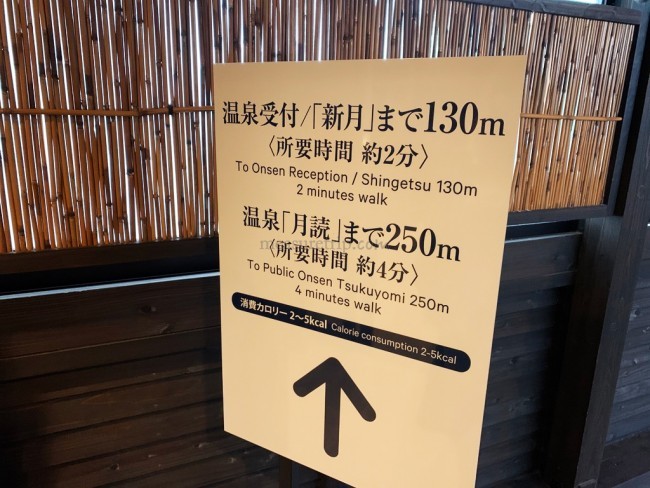 温泉受付/「新月」まで130m
〈所要時間 約2分〉
To Onsen Reception / Shingetsu 130m
2 minutes walk
温泉「月読」まで250m
〈所要時間 約4分〉
To Public Onsen Tsukuyomi 250m
4 minutes walk
消費カロリー 2〜5kcal Calorie consumption 2-5kcal